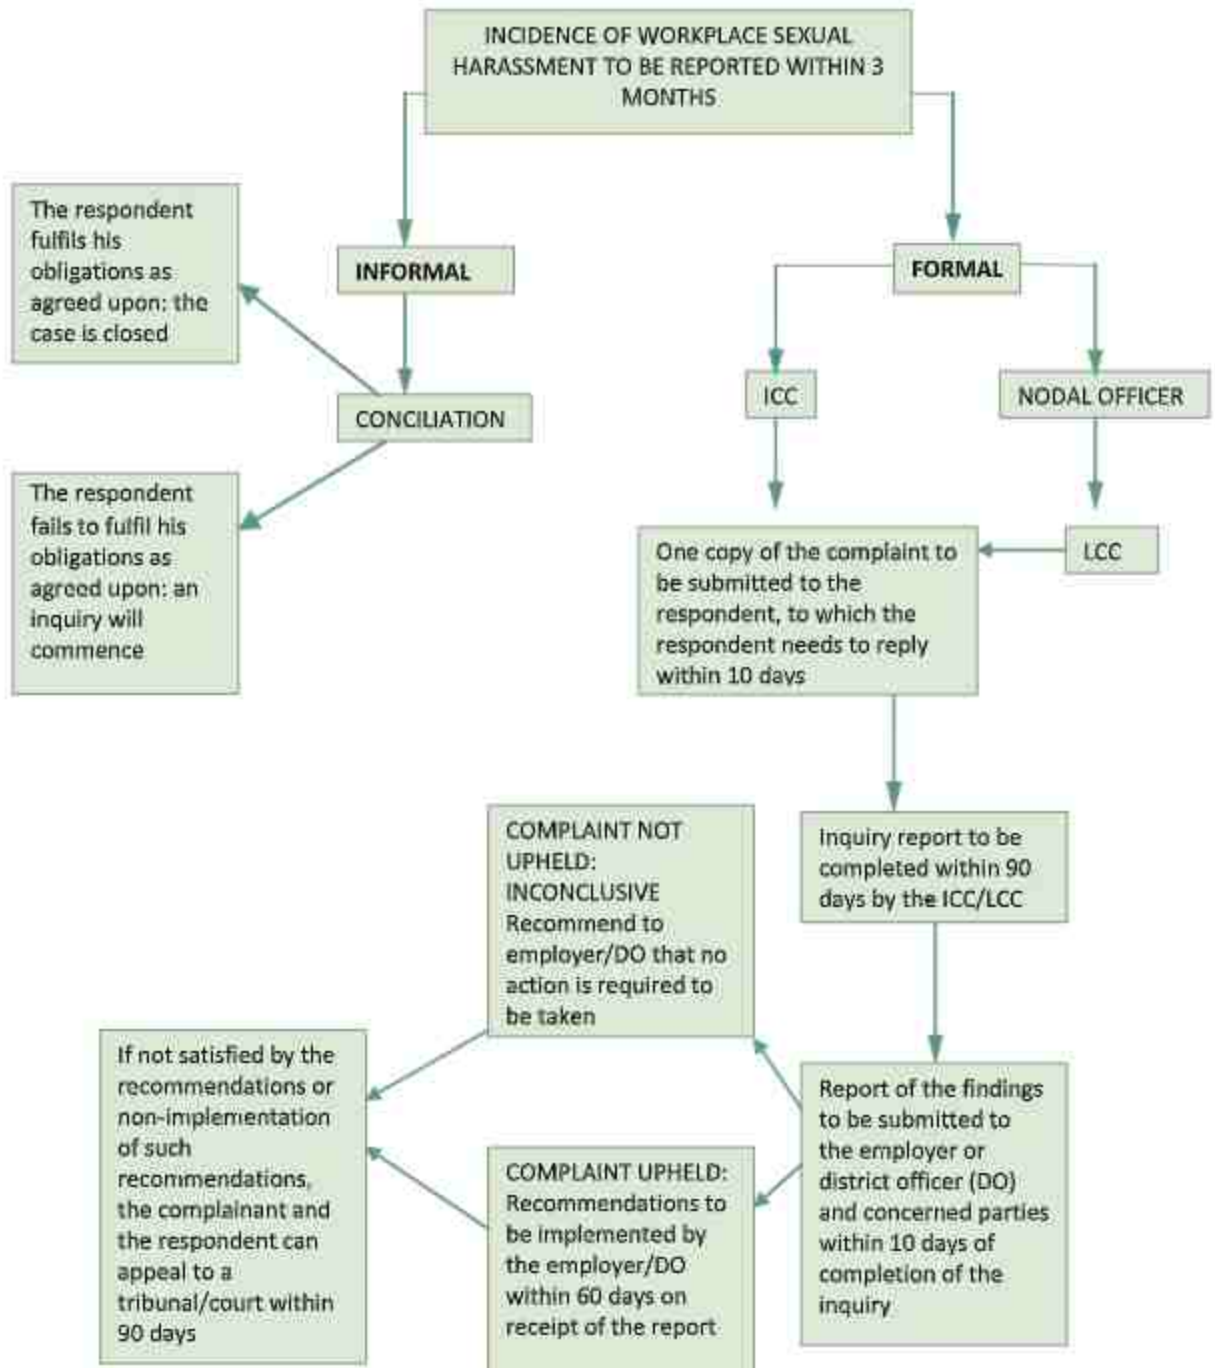 INCIDENCE OF WORKPLACE SEXUAL
HARASSMENT TO BE REPORTED WITHIN 3
MONTHS
The respondent
fulfils his
obligations as
agreed upon: the
case is closed
INFORMAL
FORMAL
ICC
NODAL OFFICER
CONCILIATION
The respondent
fails to fulfil his
obligations as
agreed upon: an
inquiry will
commence
One copy of the complaint to
be submitted to the
respondent, to which the
respondent needs to reply
within 10 days
LCC
COMPLAINT NOT
UPHELD:
INCONCLUSIVE
Recommend to
employer/DO that no
action is required to
be taken
Inquiry report to be
completed within 90
days by the ICC/LCC
If not satisfied by the
recommendations or
non-implementation
of such
recommendations,
the complainant and
the respondent can
appeal to a
tribunal/court within
90 days
COMPLAINT UPHELD:
Recommendations to
be implemented by
the employer/DO
within 60 days on
receipt of the report
Report of the findings
to be submitted to
the employer or
district officer (DO)
and concerned parties
within 10 days of
completion of the
inquiry